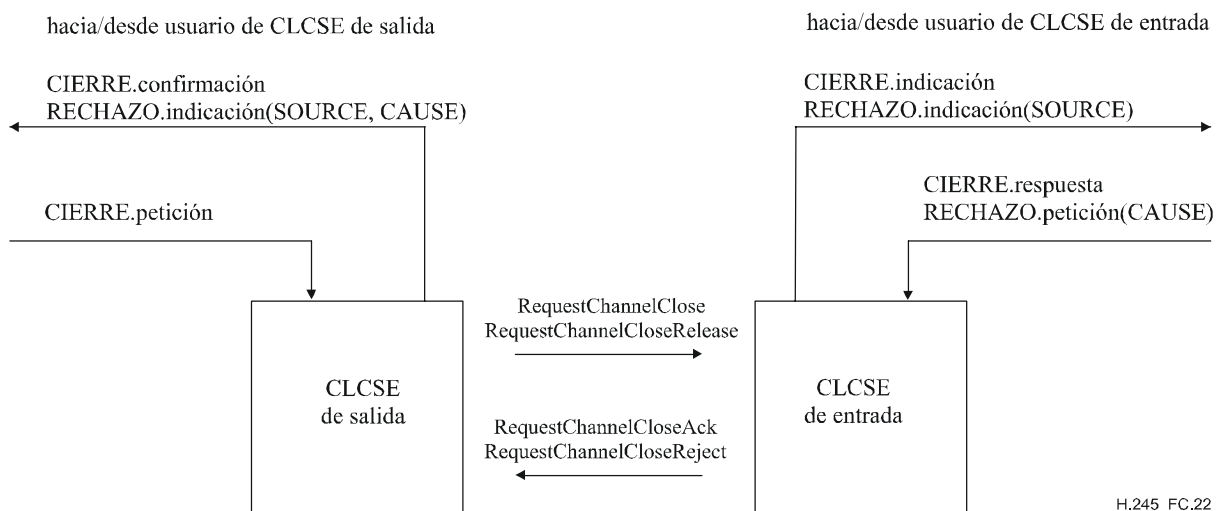 hacia/desde usuario de CLCSE de salida
hacia/desde usuario de CLCSE de entrada
CIERRE.confirmación
RECHAZO.indicación(SOURCE, CAUSE)
CIERRE.indicación
RECHAZO.indicación(SOURCE)
CIERRE.petición
CIERRE.respuesta
RECHAZO.petición(CAUSE)
RequestChannelClose
RequestChannelCloseRelease
CLCSE
de salida
CLCSE
de entrada
RequestChannelCloseAck
RequestChannelCloseReject
H.245_FC.22